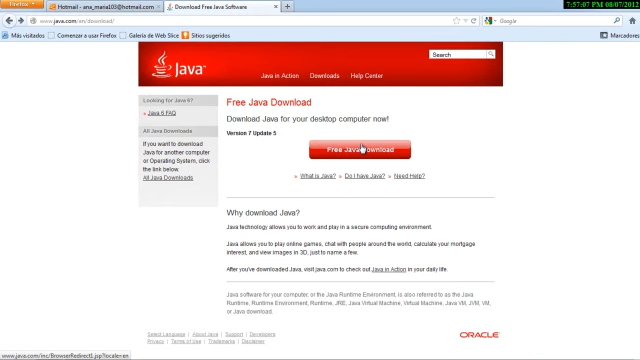 Firefox
Hotmail - ana_maria103@hotmail.com
Download Free Java Software
7:57:07 PM 08/07/2012
www.java.com/en/download/
Google
Más visitados
Comenzar a usar Firefox
Galería de Web Slice
Sitios sugeridos
Marcadores
Java
Search
Java in Action
Downloads
Help Center
Looking for Java 6?
» Java 6 FAQ
All Java Downloads
If you want to download
Java for another computer
or Operating System, click
the link below.
All Java Downloads
Free Java Download
Download Java for your desktop computer now!
Version 7 Update 5
Free Java Download
» What is Java? » Do I have Java? » Need Help?
Why download Java?
Java technology allows you to work and play in a secure computing environment.
Java allows you to play online games, chat with people around the world, calculate your mortgage
interest, and view images in 3D, just to name a few.
After you've downloaded Java, visit java.com to check out Java in Action in your daily life.
Java software for your computer, or the Java Runtime Environment, is also referred to as the Java
Runtime, Runtime Environment, Runtime, JRE, Java Virtual Machine, Virtual Machine, Java VM, JVM, VM,
or Java download.
Select Language | About Java | Support | Developers
Privacy | Terms of Use | Trademarks | Disclaimer
ORACLE
www.java.com/inc/BrowserRedirect1.jsp?locale=en